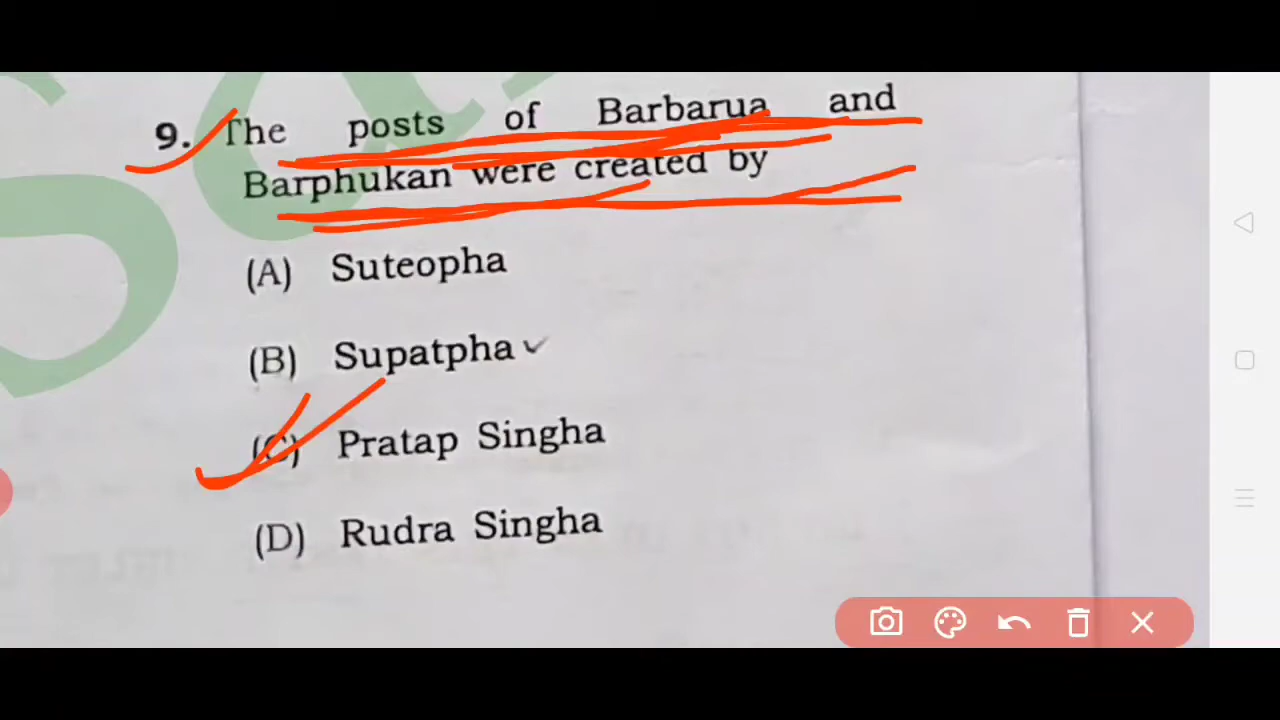 9. The posts of Barbarua and
Barphukan were created by
(A) Suteopha
(B) Supatpha
(C) Pratap Singha
(D) Rudra Singha